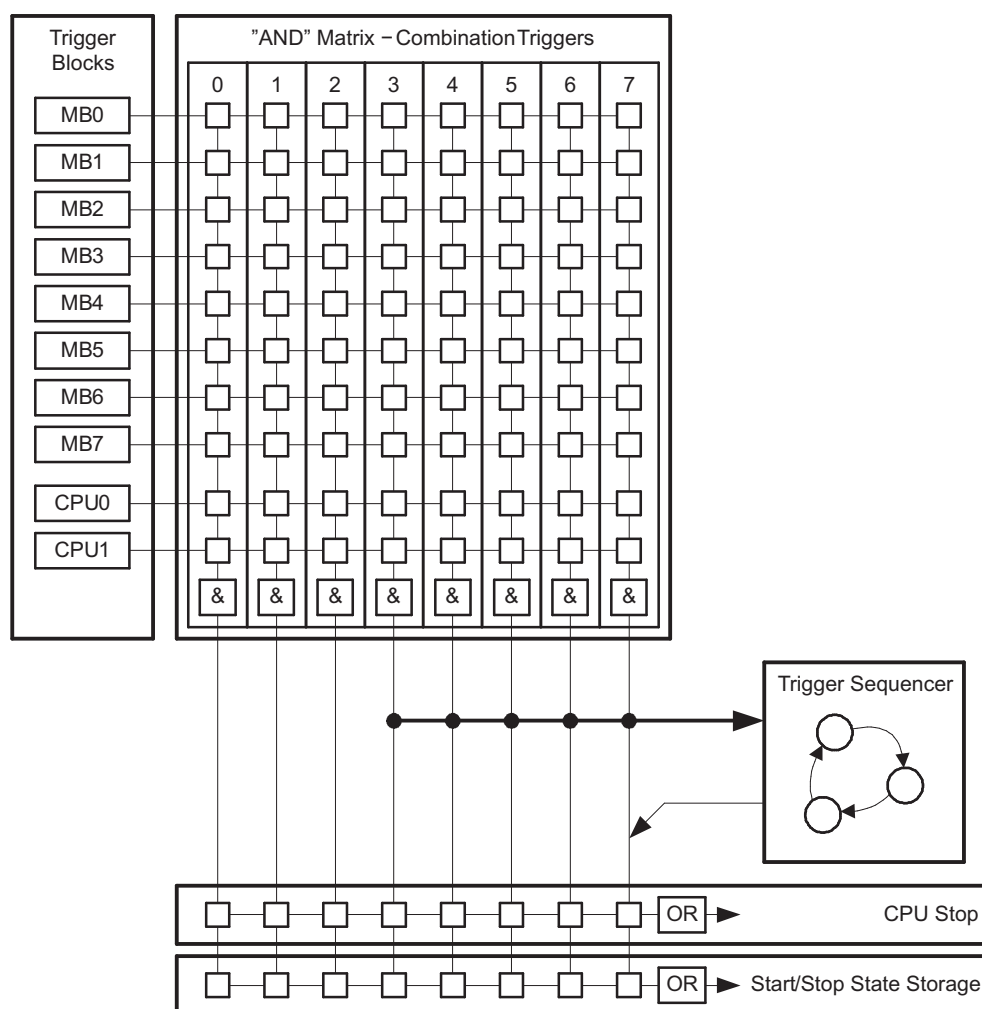 Trigger
Blocks
”AND” Matrix − Combination Triggers
0 1 2 3 4 5 6 7
MB0
MB1
MB2
MB3
MB4
MB5
MB6
MB7
CPU0
CPU1
& & & & & & & &
Trigger Sequencer
OR CPU Stop
OR Start/Stop State Storage